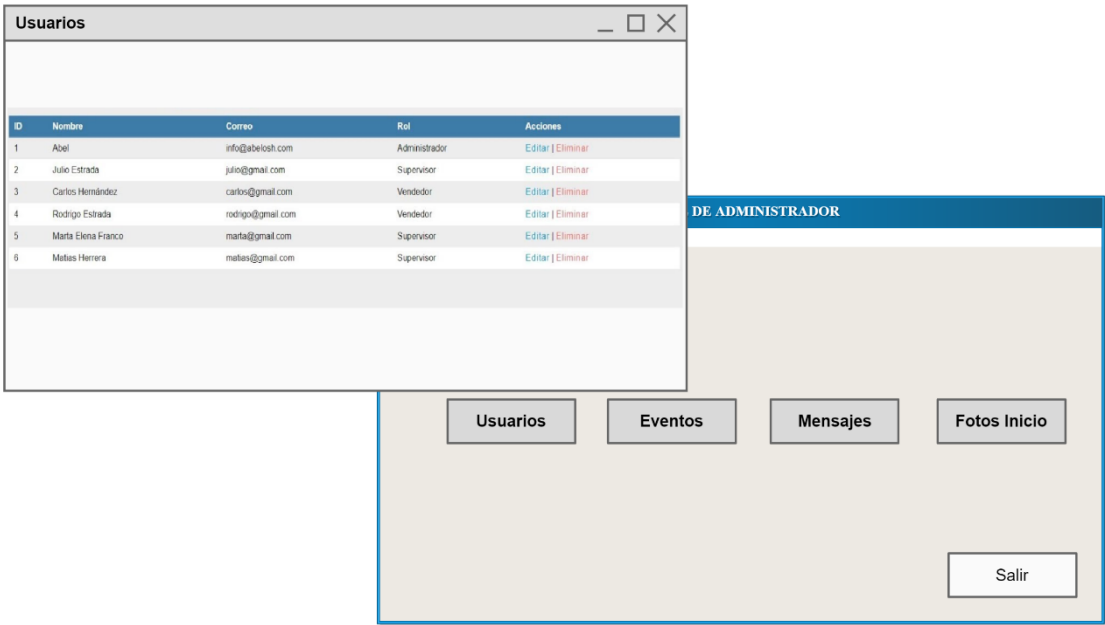 Usuarios
ID Nombre Correo Rol Acciones
1 Abel info@abelosh.com Administrador Editar | Eliminar
2 Julio Estrada julio@gmail.com Supervisor Editar | Eliminar
3 Carlos Hernández carlos@gmail.com Vendedor Editar | Eliminar
4 Rodrigo Estrada rodrigo@gmail.com Vendedor Editar | Eliminar
5 Marta Elena Franco marta@gmail.com Supervisor Editar | Eliminar
6 Matias Herrera matias@gmail.com Supervisor Editar | Eliminar
DE ADMINISTRADOR
Usuarios Eventos Mensajes Fotos Inicio
Salir